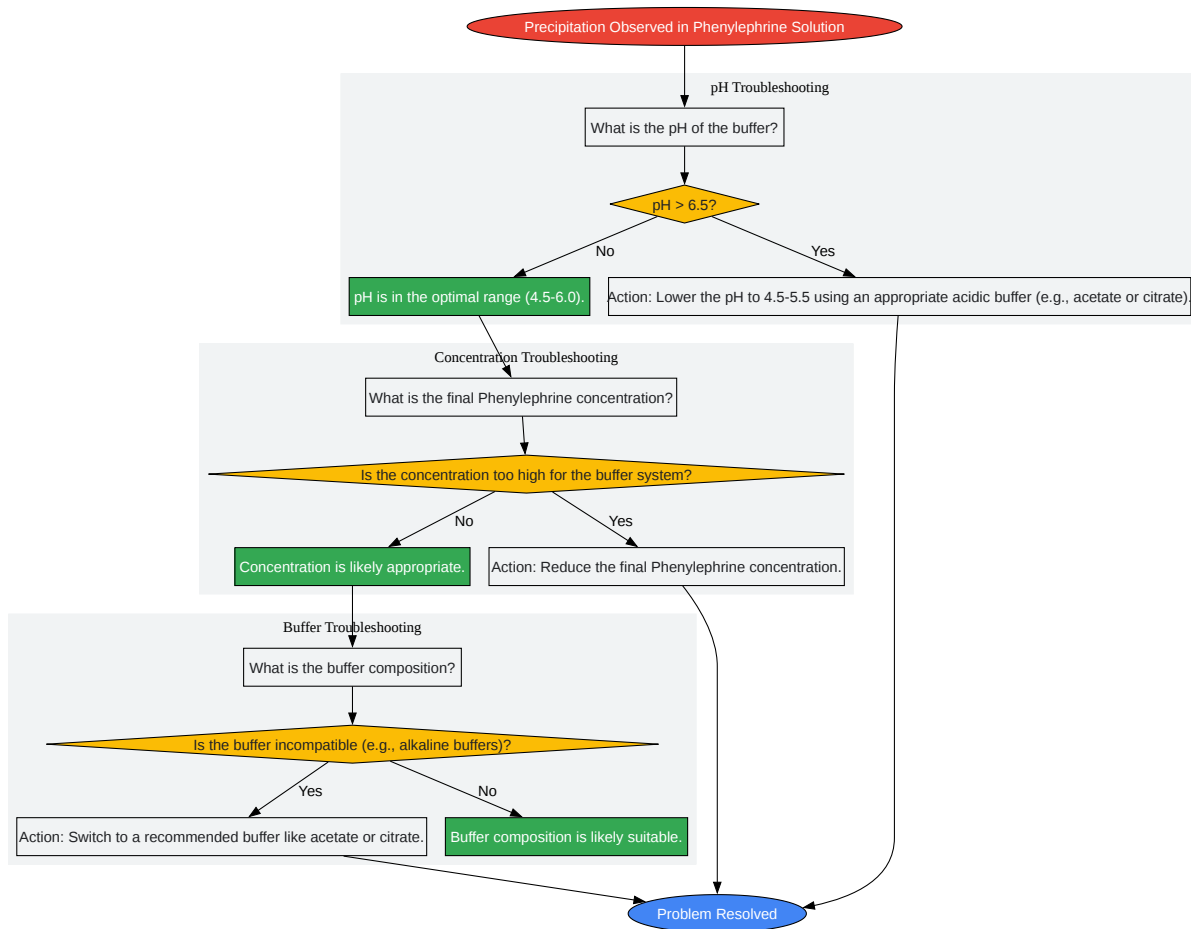 Precipitation Observed in Phenylephrine Solution
pH Troubleshooting
What is the pH of the buffer?
pH > 6.5?
No
Yes
pH is in the optimal range (4.5-6.0).
Action: Lower the pH to 4.5-5.5 using an appropriate acidic buffer (e.g., acetate or citrate).
Concentration Troubleshooting
What is the final Phenylephrine concentration?
Is the concentration too high for the buffer system?
No
Yes
Concentration is likely appropriate.
Action: Reduce the final Phenylephrine concentration.
Buffer Troubleshooting
What is the buffer composition?
Is the buffer incompatible (e.g., alkaline buffers)?
Yes
No
Action: Switch to a recommended buffer like acetate or citrate.
Buffer composition is likely suitable.
Problem Resolved